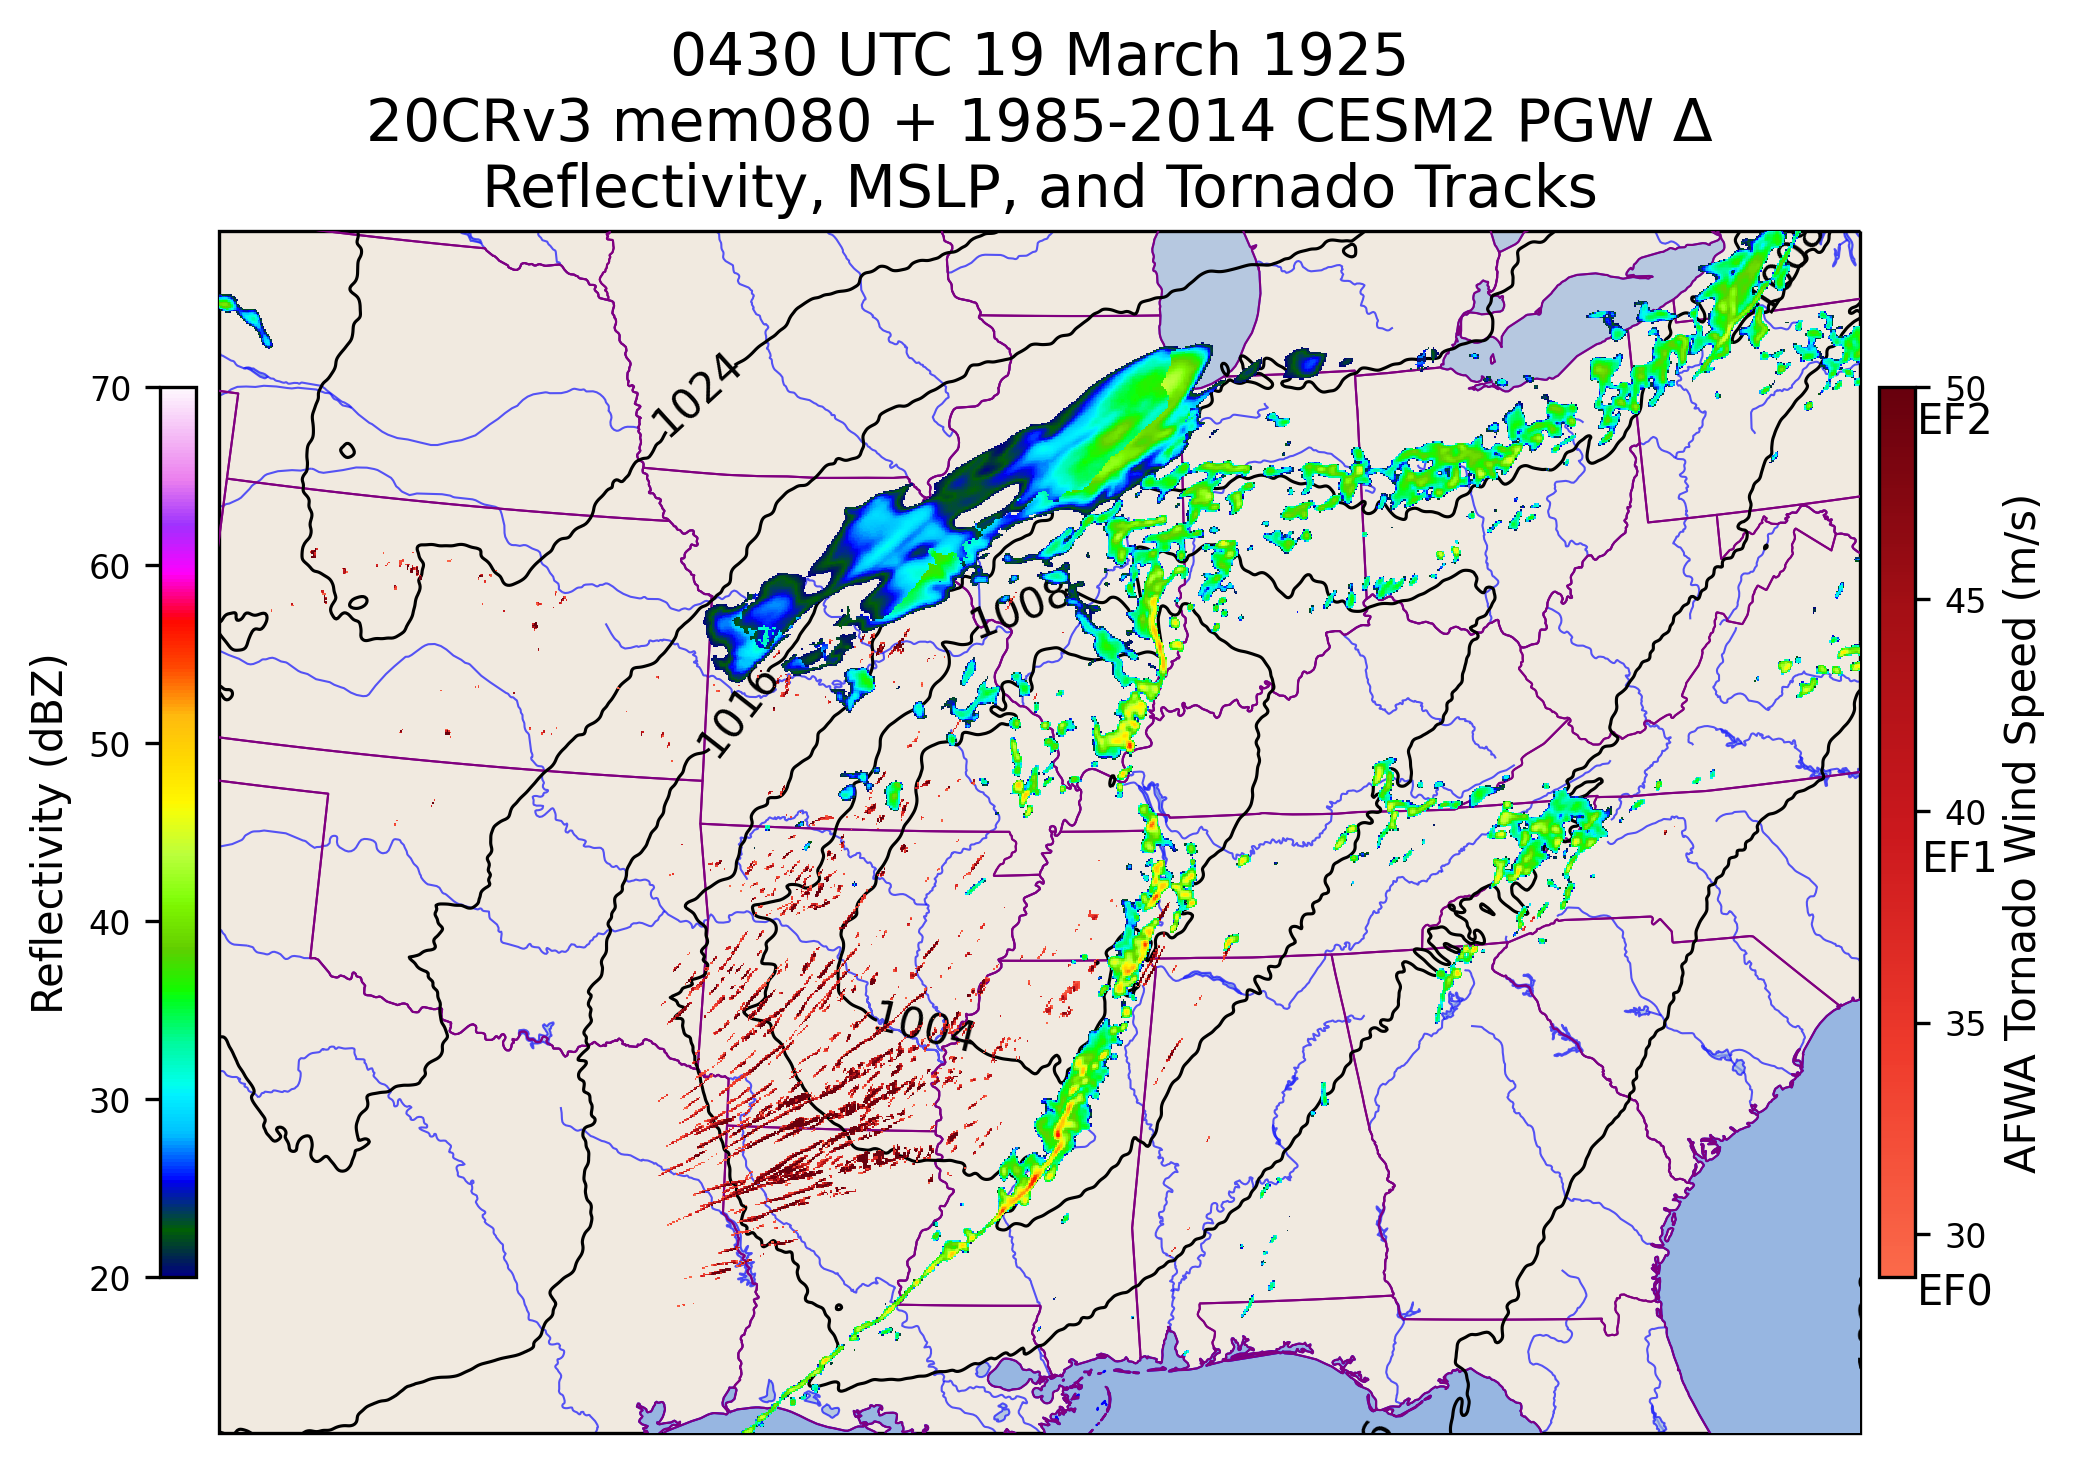 0430 UTC 19 March 1925
20CRv3 mem080 + 1985-2014 CESM2 PGW Δ
Reflectivity, MSLP, and Tornado Tracks
1024
1008
1016
1004
Reflectivity (dBZ)
70
60
50
40
30
20
50
EF2
45
40
EF1
35
30
EF0
AFWA Tornado Wind Speed (m/s)